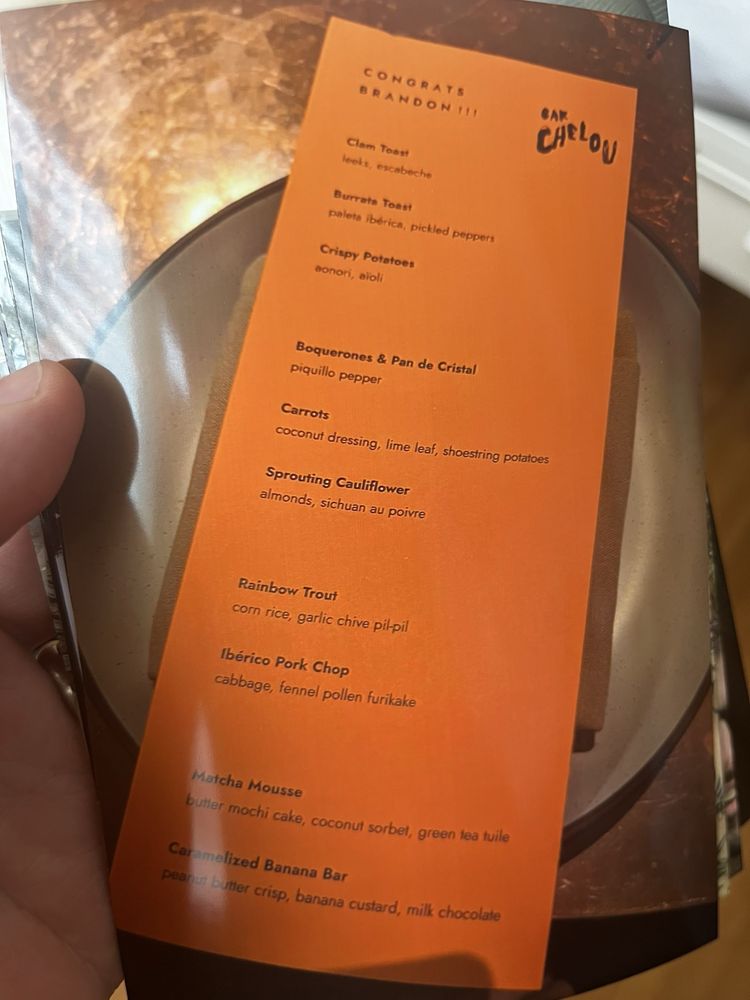 CONGRATS
BRANDON!!!
BAR
CHELOU
Clam Toast
leeks, escabeche
Burrata Toast
paleta ibérica, pickled peppers
Crispy Potatoes
aonori, aïoli
Boquerones & Pan de Cristal
piquillo pepper
Carrots
coconut dressing, lime leaf, shoestring potatoes
Sprouting Cauliflower
almonds, sichuan au poivre
Rainbow Trout
corn rice, garlic chive pil-pil
Ibérico Pork Chop
cabbage, fennel pollen furikake
Matcha Mousse
butter mochi cake, coconut sorbet, green tea tuile
Caramelized Banana Bar
peanut butter crisp, banana custard, milk chocolate